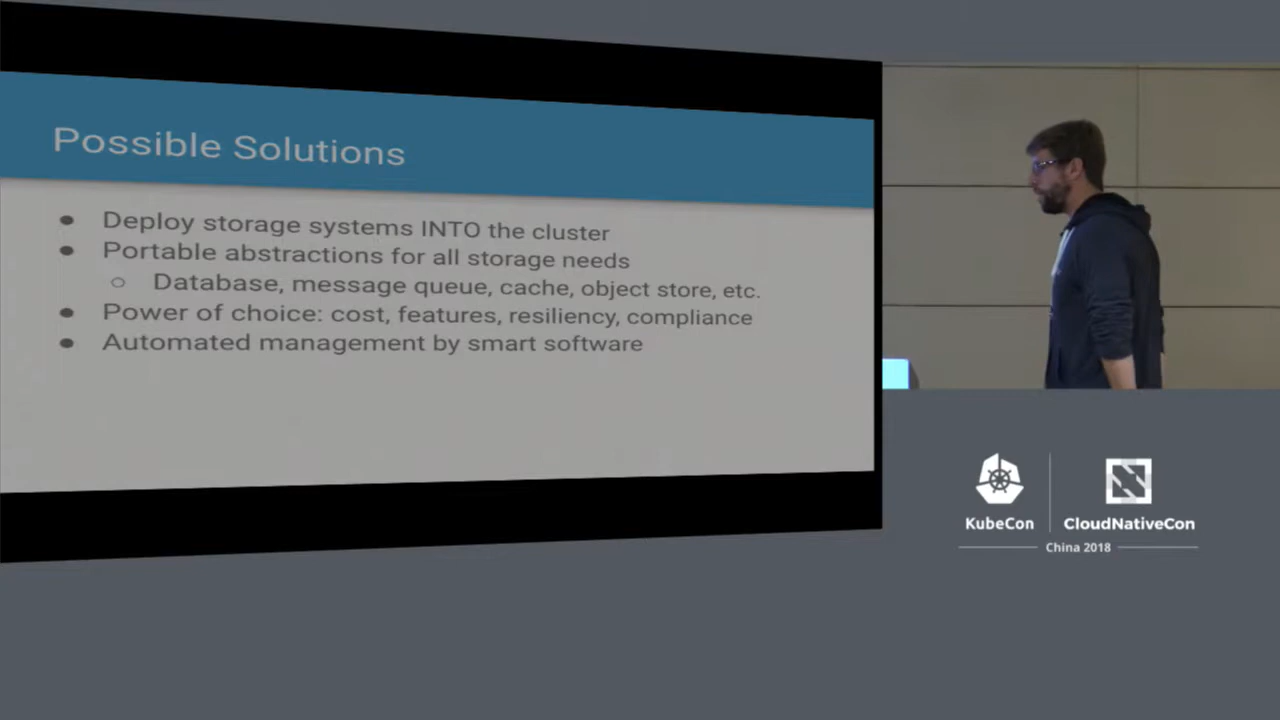 Possible Solutions
Deploy storage systems INTO the cluster
Portable abstractions for all storage needs
Database, message queue, cache, object store, etc.
Power of choice: cost, features, resiliency, compliance
Automated management by smart software
KubeCon
CloudNativeCon
China 2018